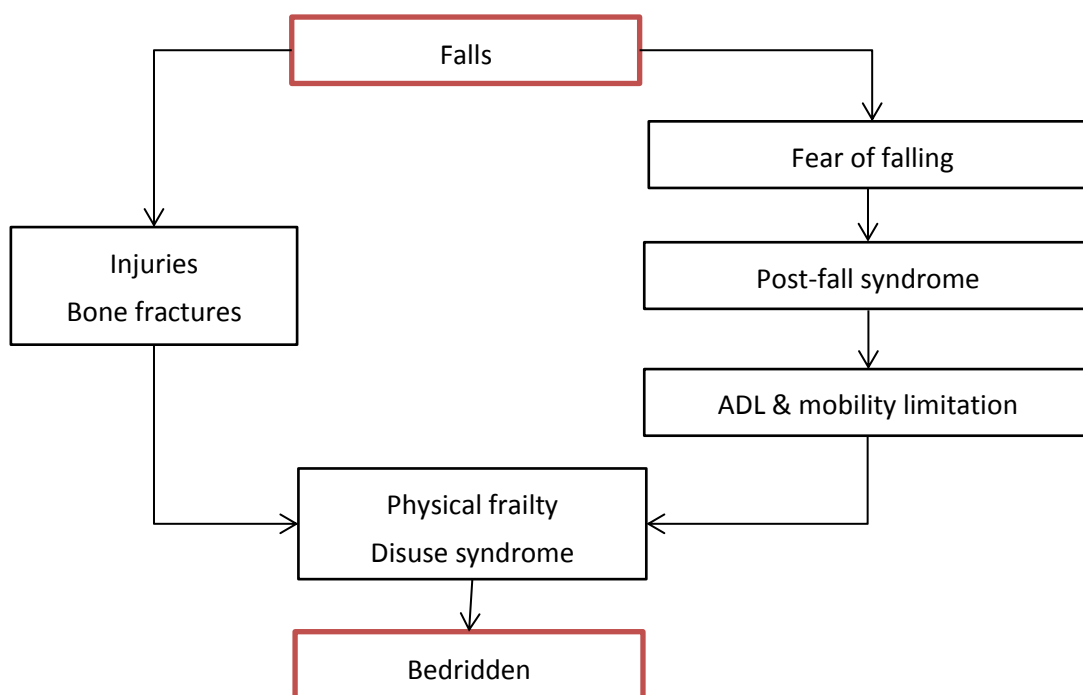 Falls
Fear of falling
Injuries
Bone fractures
Post-fall syndrome
ADL & mobility limitation
Physical frailty
Disuse syndrome
Bedridden